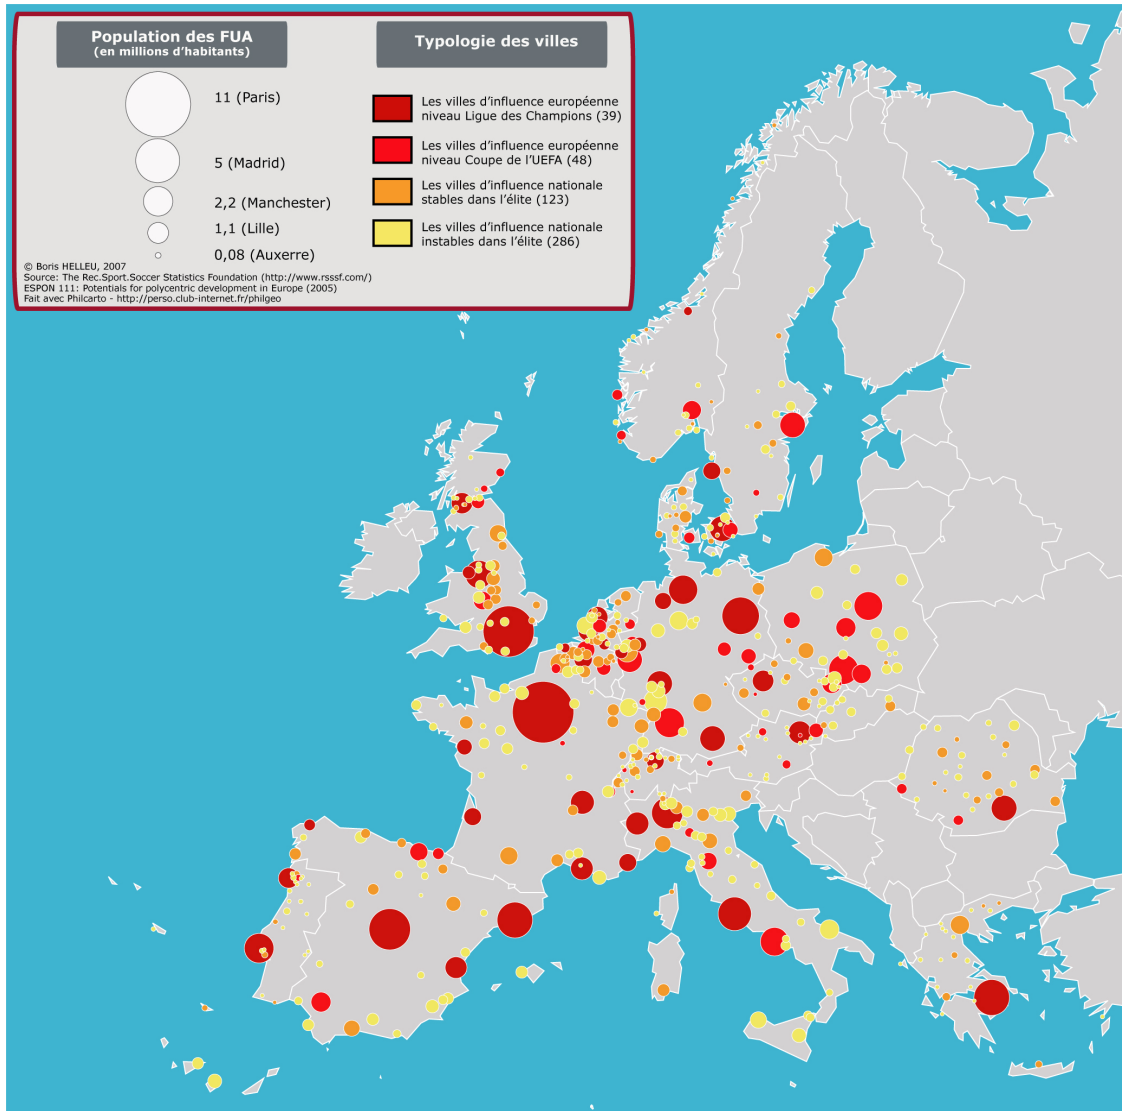 Population des FUA
(en millions d'habitants)
11 (Paris)
5 (Madrid)
2,2 (Manchester)
1,1 (Lille)
0,08 (Auxerre)
Typologie des villes
Les villes d'influence européenne
niveau Ligue des Champions (39)
Les villes d'influence européenne
niveau Coupe de l'UEFA (48)
Les villes d'influence nationale
stables dans l'élite (123)
Les villes d'influence nationale
instables dans l'élite (286)
© Boris HELLEU, 2007
Source: The Rec.Sport.Soccer Statistics Foundation (http://www.rsssf.com/)
ESPON 111: Potentials for polycentric development in Europe (2005)
Fait avec Philcarto - http://perso.club-internet.fr/philgeo